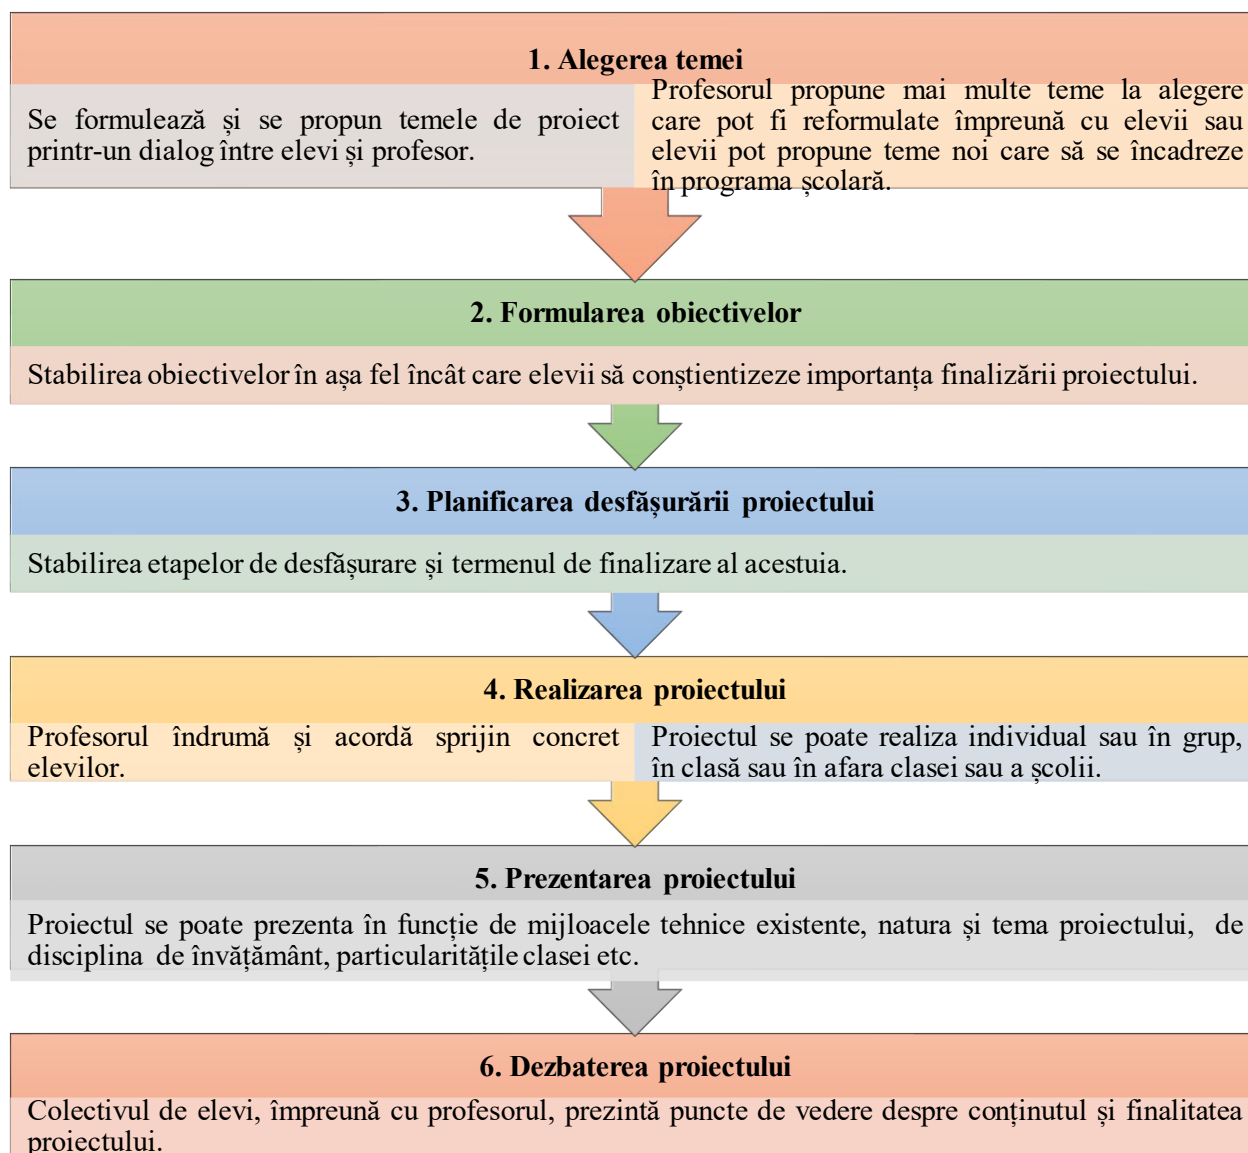 1. Alegerea temei
Se formulează și se propun temele de proiect
printr-un dialog între elevi și profesor.
Profesorul propune mai multe teme la alegere
care pot fi reformulate împreună cu elevii sau
elevii pot propune teme noi care să se încadreze
în programa școlară.
2. Formularea obiectivelor
Stabilirea obiectivelor în așa fel încât care elevii să conștientizeze importanța finalizării proiectului.
3. Planificarea desfășurării proiectului
Stabilirea etapelor de desfășurare și termenul de finalizare al acestuia.
4. Realizarea proiectului
Profesorul îndrumă și acordă sprijin concret
elevilor.
Proiectul se poate realiza individual sau în grup,
în clasă sau în afara clasei sau a școlii.
5. Prezentarea proiectului
Proiectul se poate prezenta în funcție de mijloacele tehnice existente, natura și tema proiectului, de
disciplina de învățământ, particularitățile clasei etc.
6. Dezbaterea proiectului
Colectivul de elevi, împreună cu profesorul, prezintă puncte de vedere despre conținutul și finalitatea
proiectului.